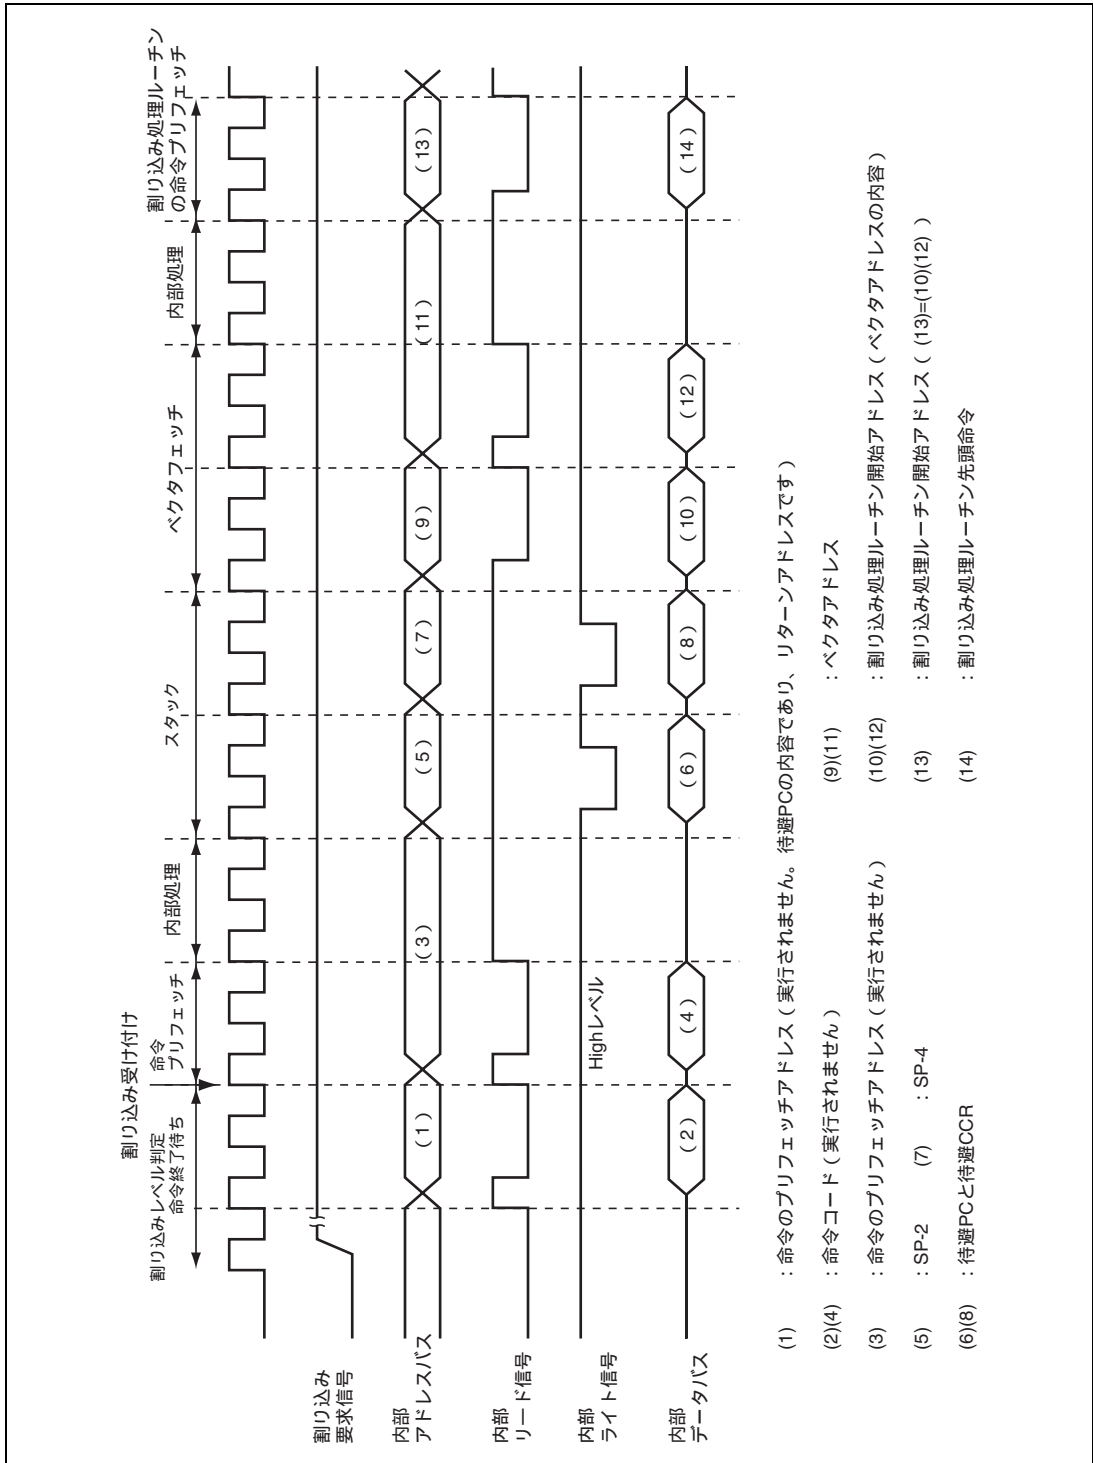 割り込み受け付け
割り込みレベル判定
命令終了待ち
命令
プリフェッチ
内部処理
スタック
ベクタフェッチ
内部処理
割り込み処理ルーチン
の命令プリフェッチ
割り込み
要求信号
内部
アドレスバス
(1)
(3)
(5)
(7)
(9)
(11)
(13)
内部
リード信号
内部
ライト信号
Highレベル
内部
データバス
(2)
(4)
(6)
(8)
(10)
(12)
(14)
(1) : 命令のプリフェッチアドレス(実行されません。待避PCの内容であり、リターンアドレスです)
(2)(4) : 命令コード(実行されません)
(3) : 命令のプリフェッチアドレス(実行されません)
(5) : SP-2 (7) : SP-4
(6)(8) : 待避PCと待避CCR
(9)(11) : ベクタアドレス
(10)(12) : 割り込み処理ルーチン開始アドレス(ベクタアドレスの内容)
(13) : 割り込み処理ルーチン開始アドレス( (13)=(10)(12) )
(14) : 割り込み処理ルーチン先頭命令